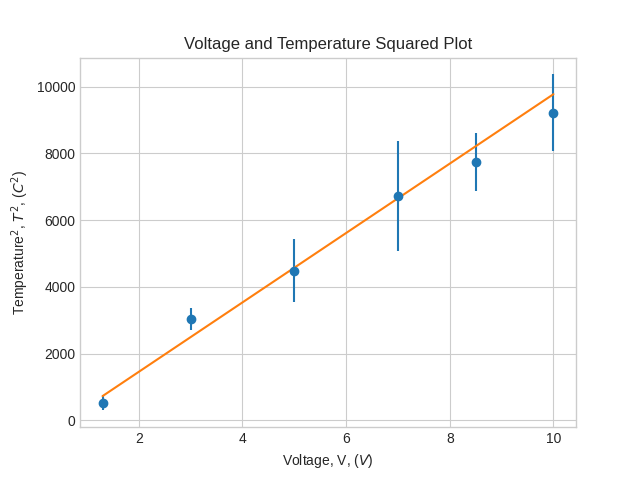 Voltage and Temperature Squared Plot
10000
8000
6000
4000
2000
0
Temperature², T², (C²)
2 4 6 8 10
Voltage, V, (V)